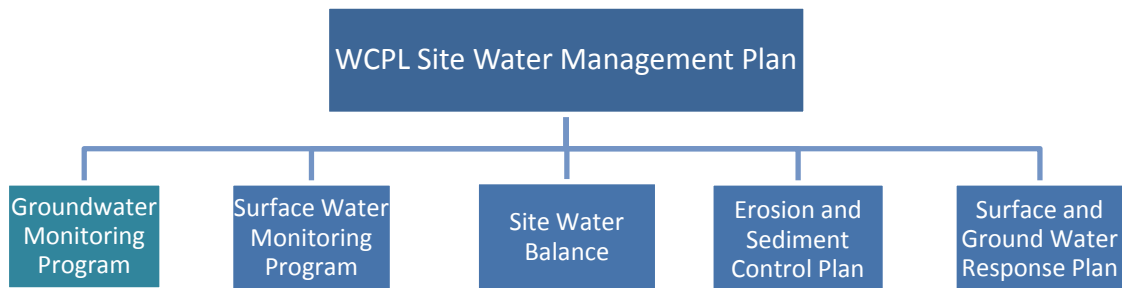 WCPL Site Water Management Plan
Groundwater
Monitoring
Program
Surface Water
Monitoring
Program
Site Water
Balance
Erosion and
Sediment
Control Plan
Surface and
Ground Water
Response Plan